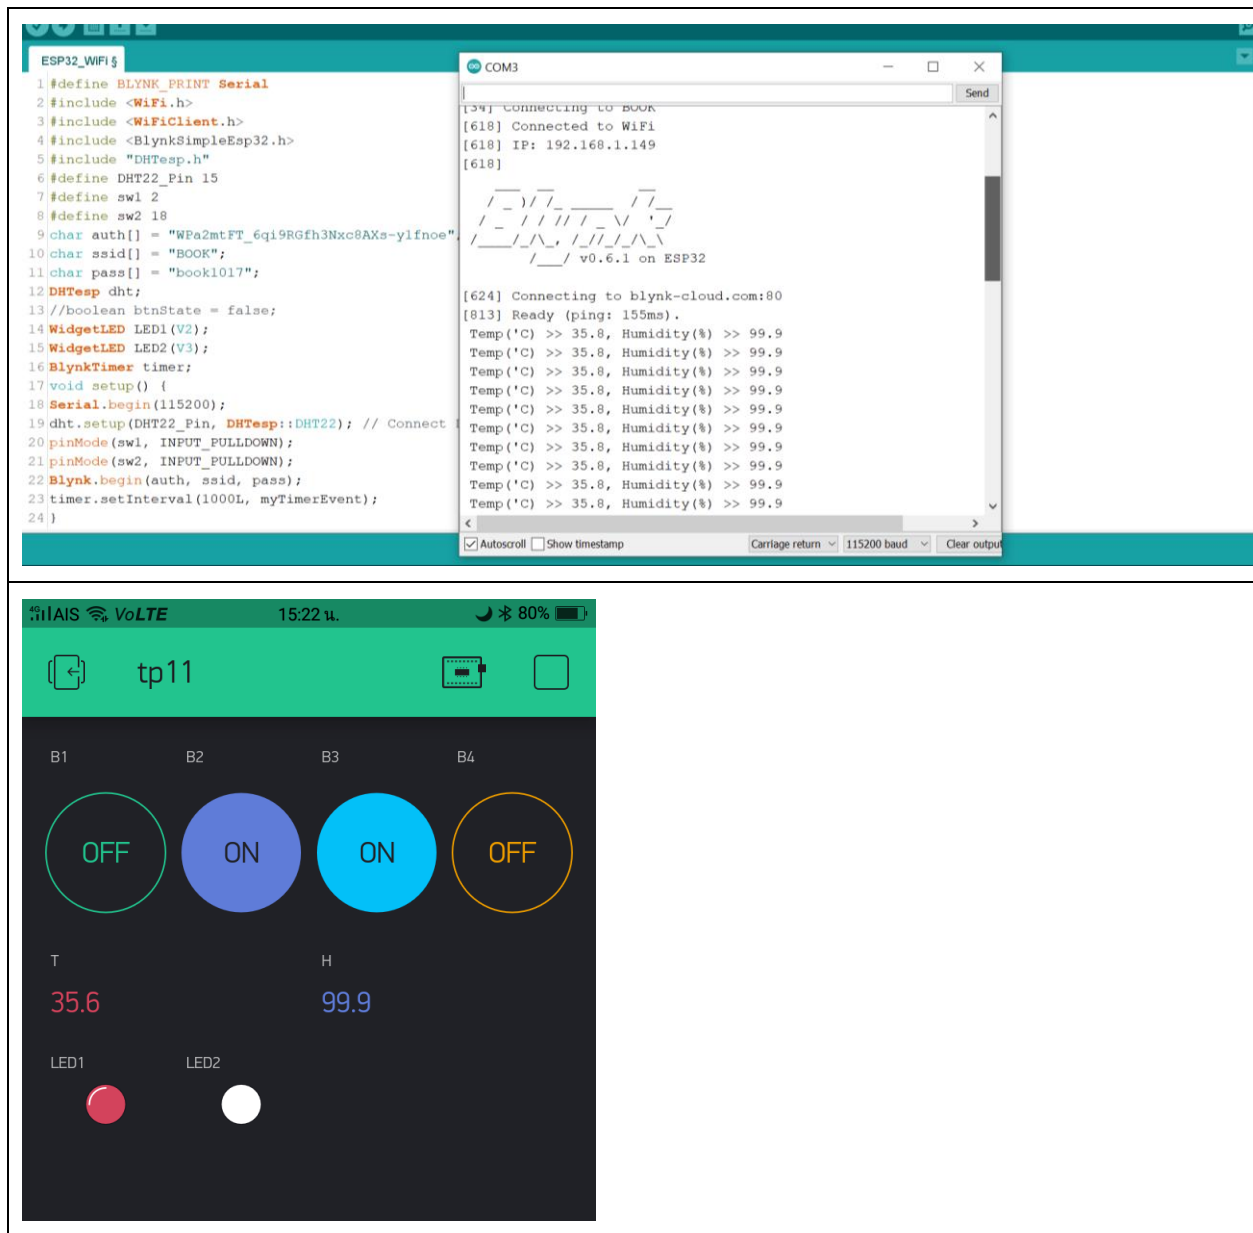 ESP32_WiFi §
1 #define BLYNK_PRINT Serial
2 #include <WiFi.h>
3 #include <WiFiClient.h>
4 #include <BlynkSimpleEsp32.h>
5 #include "DHTesp.h"
6 #define DHT22_Pin 15
7 #define sw1 2
8 #define sw2 18
9 char auth[] = "WPa2mtFT_6qi9RGfh3Nxc8AXs-y1fnoe"
10 char ssid[] = "BOOK";
11 char pass[] = "book1017";
12 DHTesp dht;
13 //boolean btnState = false;
14 WidgetLED LED1(V2);
15 WidgetLED LED2(V3);
16 BlynkTimer timer;
17 void setup() {
18 Serial.begin(115200);
19 dht.setup(DHT22_Pin, DHTesp::DHT22); // Connect
20 pinMode(sw1, INPUT_PULLDOWN);
21 pinMode(sw2, INPUT_PULLDOWN);
22 Blynk.begin(auth, ssid, pass);
23 timer.setInterval(1000L, myTimerEvent);
24 }
COM3
Send
[34] Connecting to BOOK
[618] Connected to WiFi
[618] IP: 192.168.1.149
[618]
Blynk
v0.6.1 on ESP32
[624] Connecting to blynk-cloud.com:80
[813] Ready (ping: 155ms).
Temp('C) >> 35.8, Humidity(%) >> 99.9
Temp('C) >> 35.8, Humidity(%) >> 99.9
Temp('C) >> 35.8, Humidity(%) >> 99.9
Temp('C) >> 35.8, Humidity(%) >> 99.9
Temp('C) >> 35.8, Humidity(%) >> 99.9
Temp('C) >> 35.8, Humidity(%) >> 99.9
Temp('C) >> 35.8, Humidity(%) >> 99.9
Temp('C) >> 35.8, Humidity(%) >> 99.9
Temp('C) >> 35.8, Humidity(%) >> 99.9
Temp('C) >> 35.8, Humidity(%) >> 99.9
Autoscroll Show timestamp Carriage return 115200 baud Clear output
4G AIS VoLTE 15:22 น. 80%
tp11
B1 B2 B3 B4
OFF ON ON OFF
T H
35.6 99.9
LED1 LED2